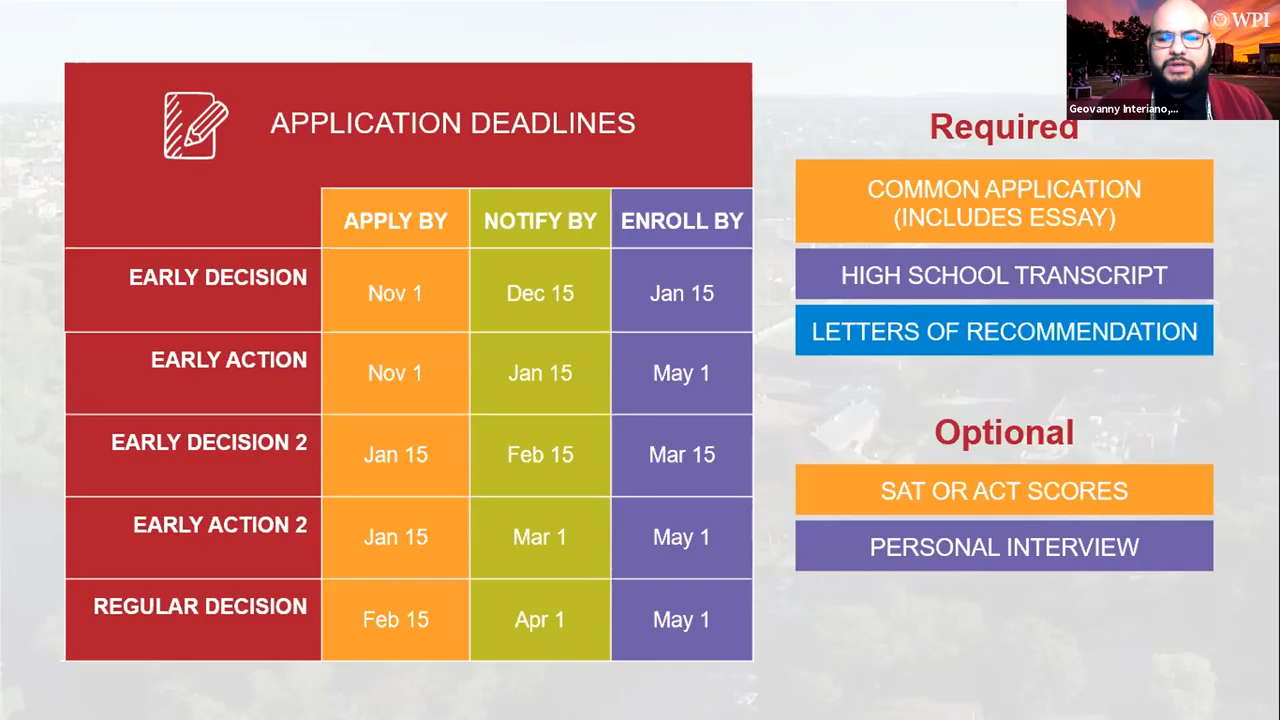 WPI
Geovanny Interiano,...
APPLICATION DEADLINES
APPLY BY NOTIFY BY ENROLL BY
EARLY DECISION Nov 1 Dec 15 Jan 15
EARLY ACTION Nov 1 Jan 15 May 1
EARLY DECISION 2 Jan 15 Feb 15 Mar 15
EARLY ACTION 2 Jan 15 Mar 1 May 1
REGULAR DECISION Feb 15 Apr 1 May 1
Required
COMMON APPLICATION
(INCLUDES ESSAY)
HIGH SCHOOL TRANSCRIPT
LETTERS OF RECOMMENDATION
Optional
SAT OR ACT SCORES
PERSONAL INTERVIEW